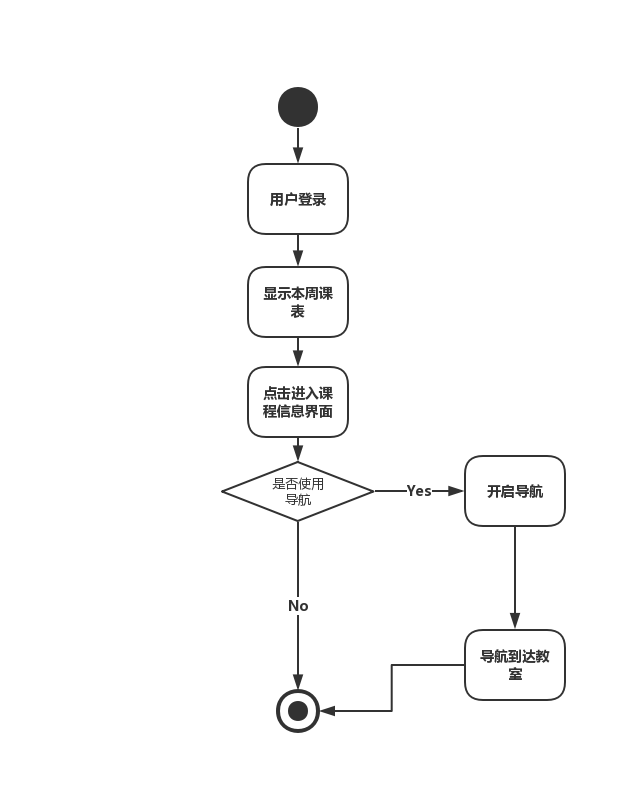 用户登录
显示本周课
表
点击进入课
程信息界面
是否使用
导航
Yes
开启导航
No
导航到达教
室